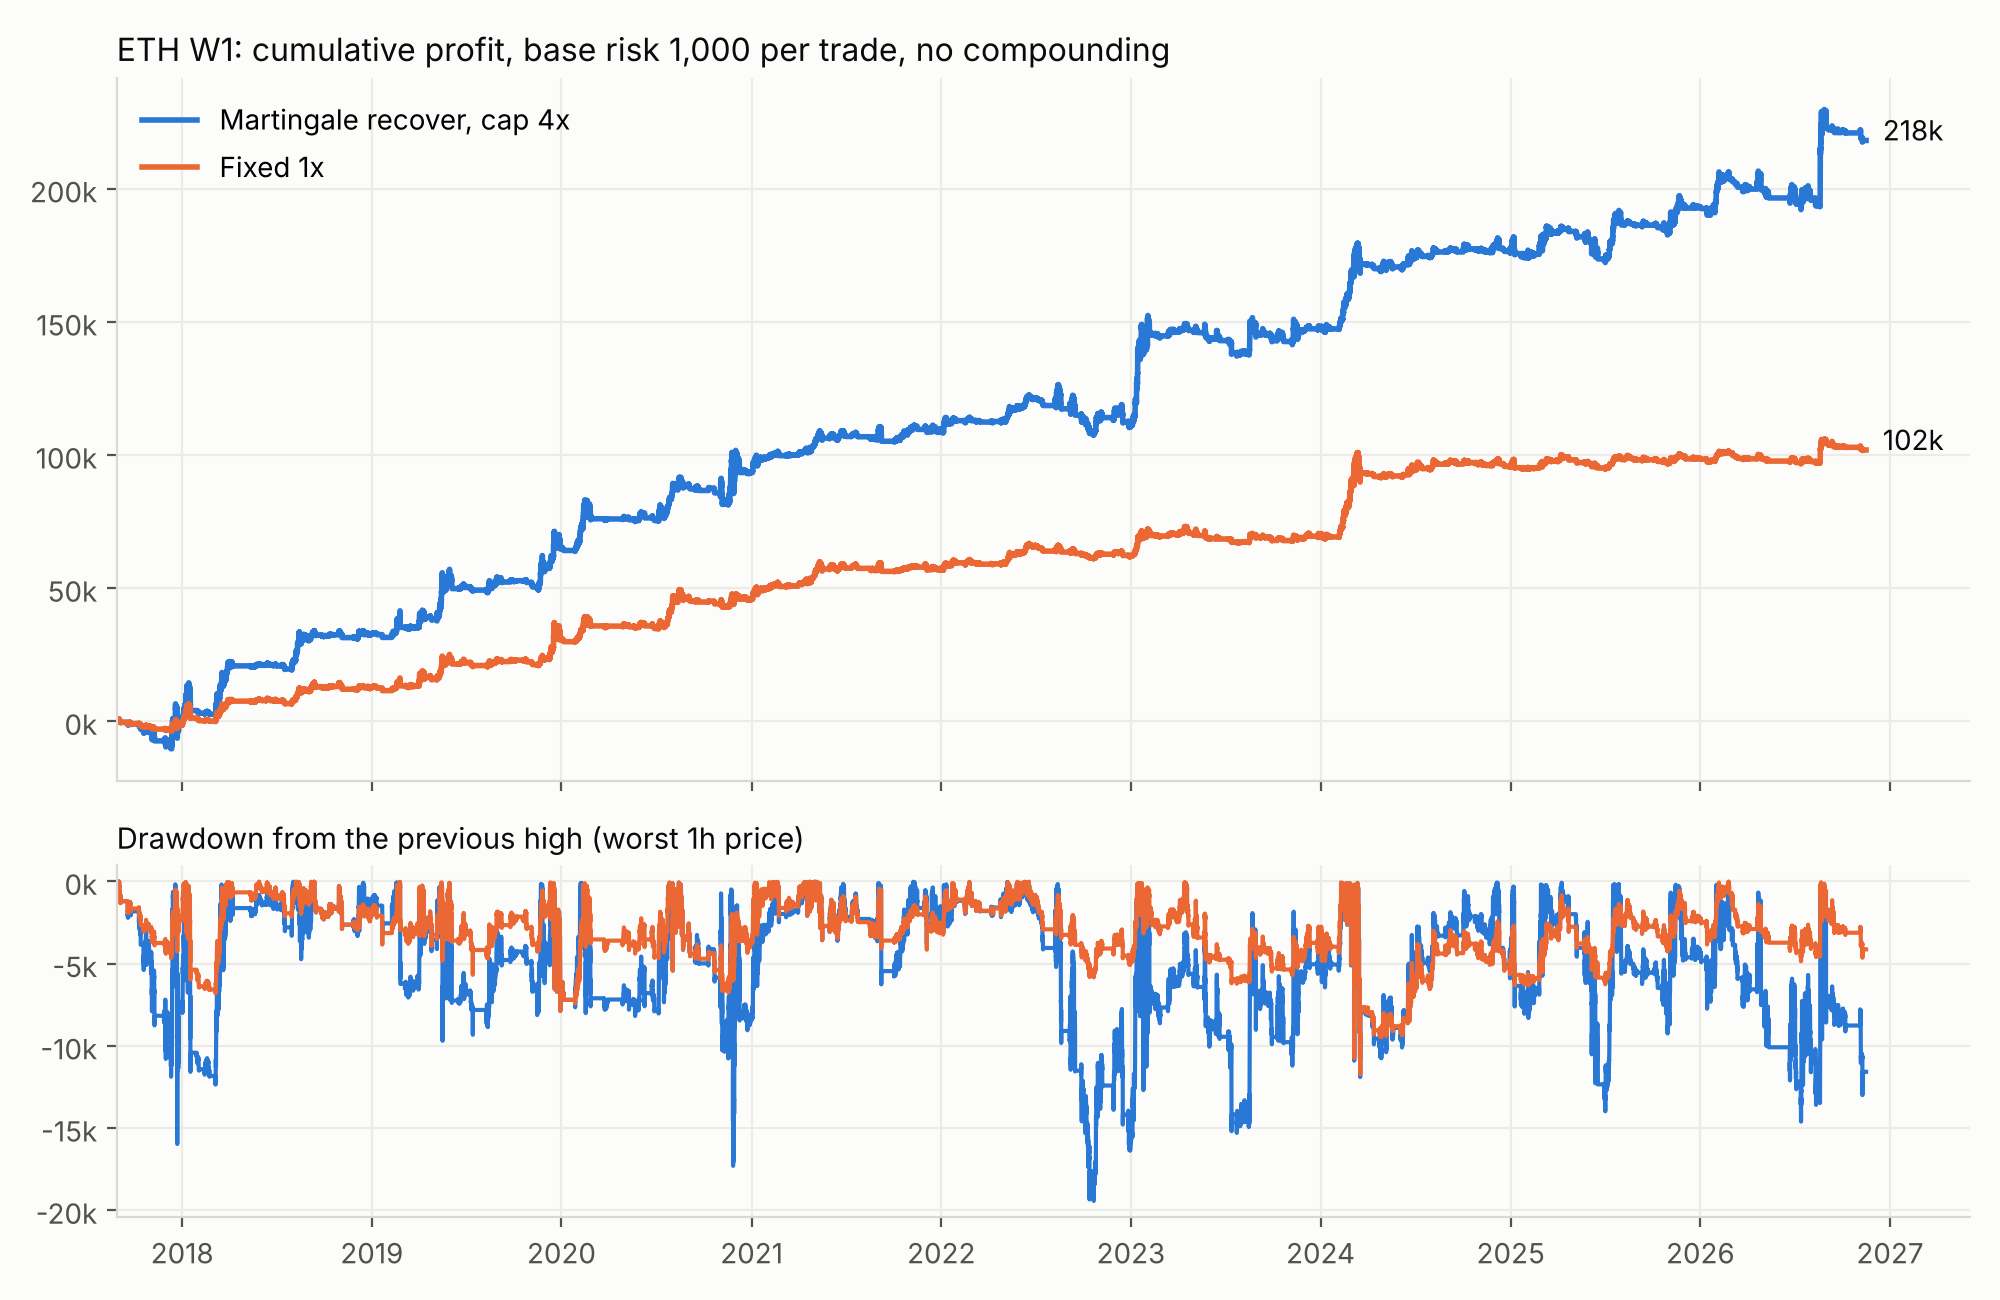 ETH W1: cumulative profit, base risk 1,000 per trade, no compounding
Martingale recover, cap 4x
Fixed 1x
218k
102k
200k
150k
100k
50k
0k
Drawdown from the previous high (worst 1h price)
0k
-5k
-10k
-15k
-20k
2018 2019 2020 2021 2022 2023 2024 2025 2026 2027